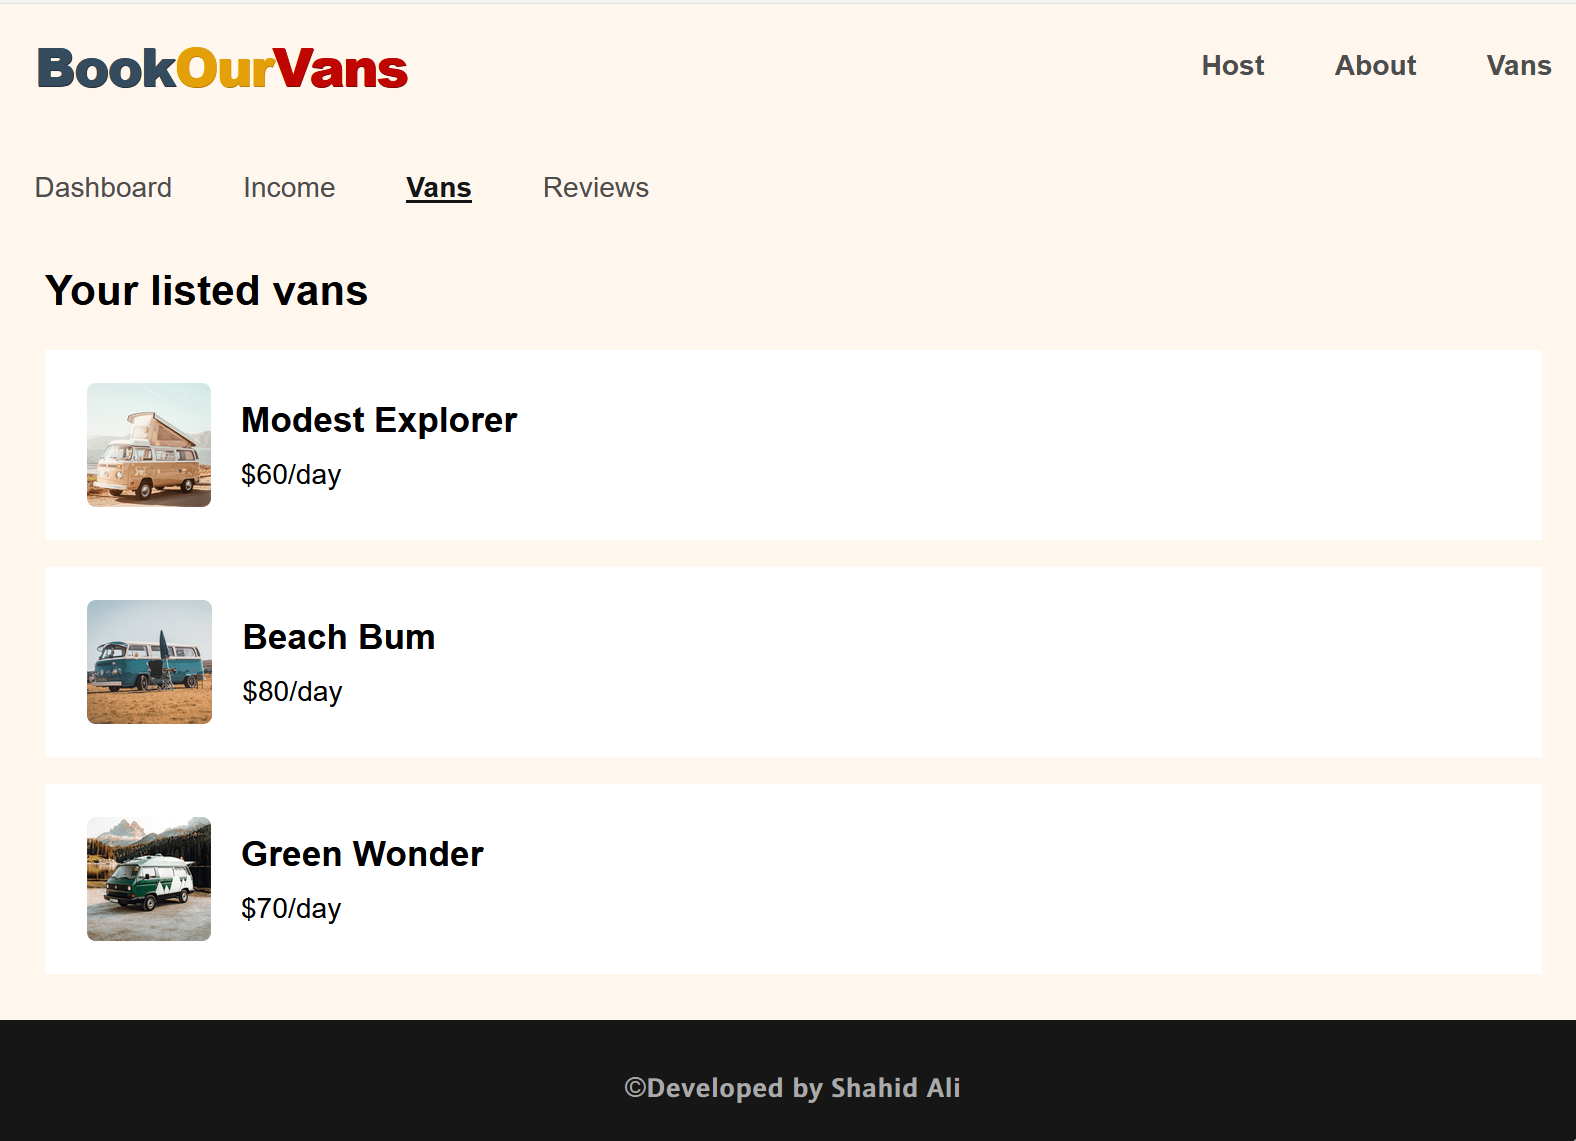 BookOurVans
Host About Vans
Dashboard Income Vans Reviews
Your listed vans
Modest Explorer
$60/day
Beach Bum
$80/day
Green Wonder
$70/day
©Developed by Shahid Ali